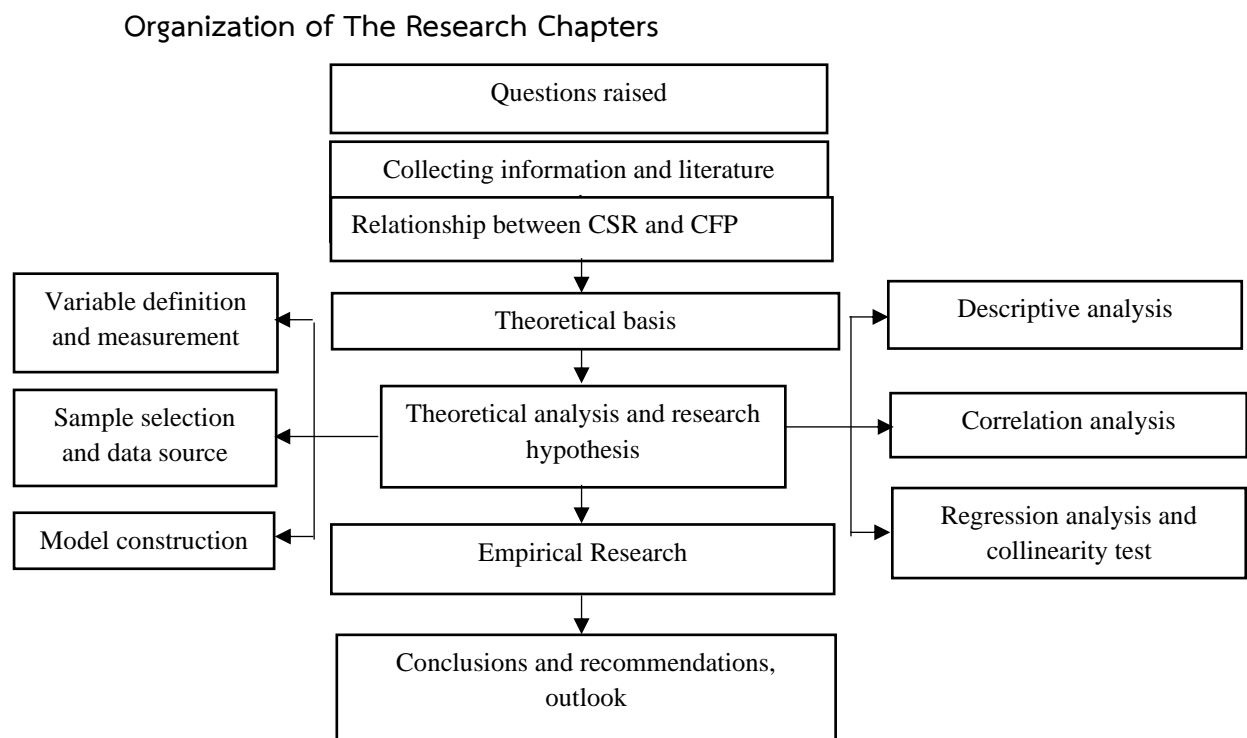 Organization of The Research Chapters
Questions raised
Collecting information and literature
Relationship between CSR and CFP
Variable definition
and measurement
Theoretical basis
Descriptive analysis
Sample selection
and data source
Theoretical analysis and research
hypothesis
Correlation analysis
Model construction
Empirical Research
Regression analysis and
collinearity test
Conclusions and recommendations,
outlook